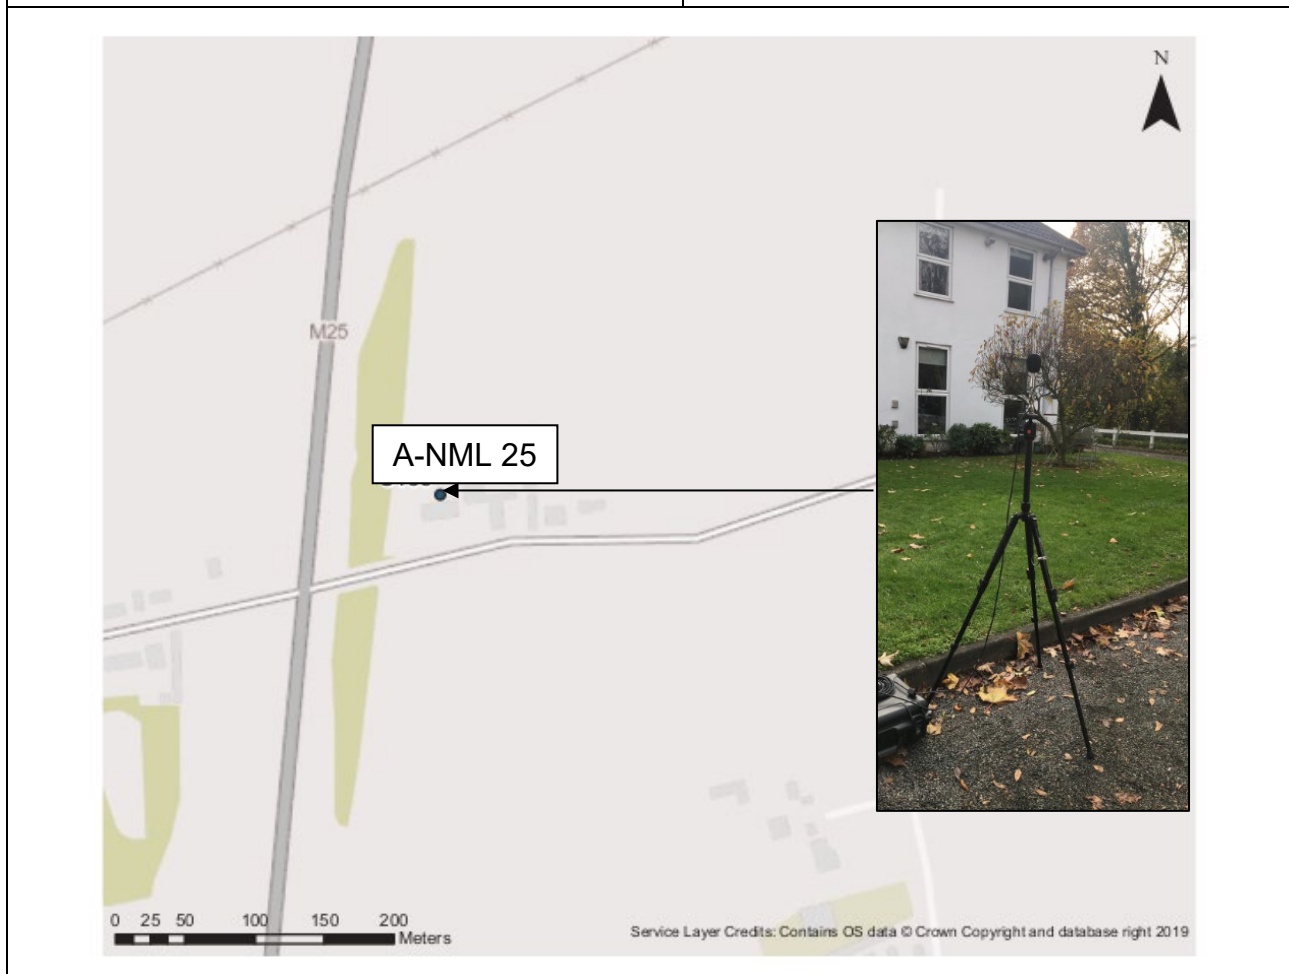 N
M25
A-NML 25
0 25 50 100 150 200
Meters
Service Layer Credits: Contains OS data © Crown Copyright and database right 2019